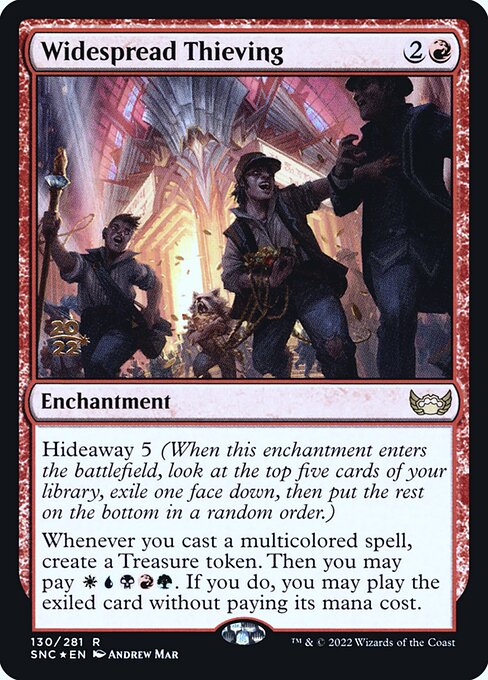 Widespread Thieving 2
20
22
Enchantment
Hideaway 5 (When this enchantment enters
the battlefield, look at the top five cards of your
library, exile one face down, then put the rest
on the bottom in a random order.)
Whenever you cast a multicolored spell,
create a Treasure token. Then you may
pay . If you do, you may play the
exiled card without paying its mana cost.
130/281 R
SNC ★ EN Andrew Mar
™ & © 2022 Wizards of the Coast